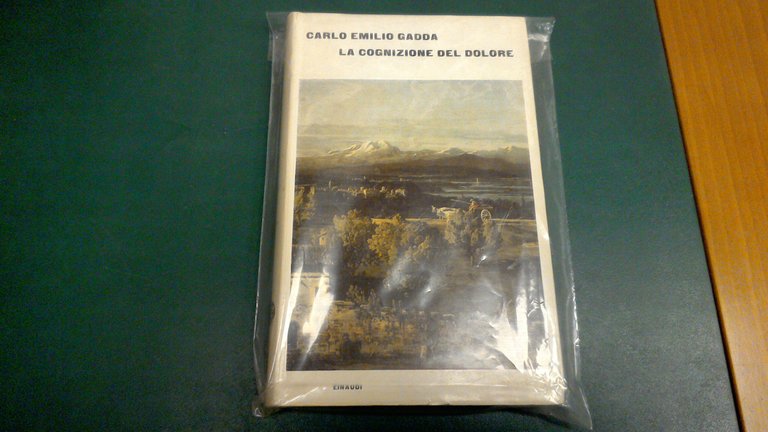 CARLO EMILIO GADDA
LA COGNIZIONE DEL DOLORE
EINAUDI